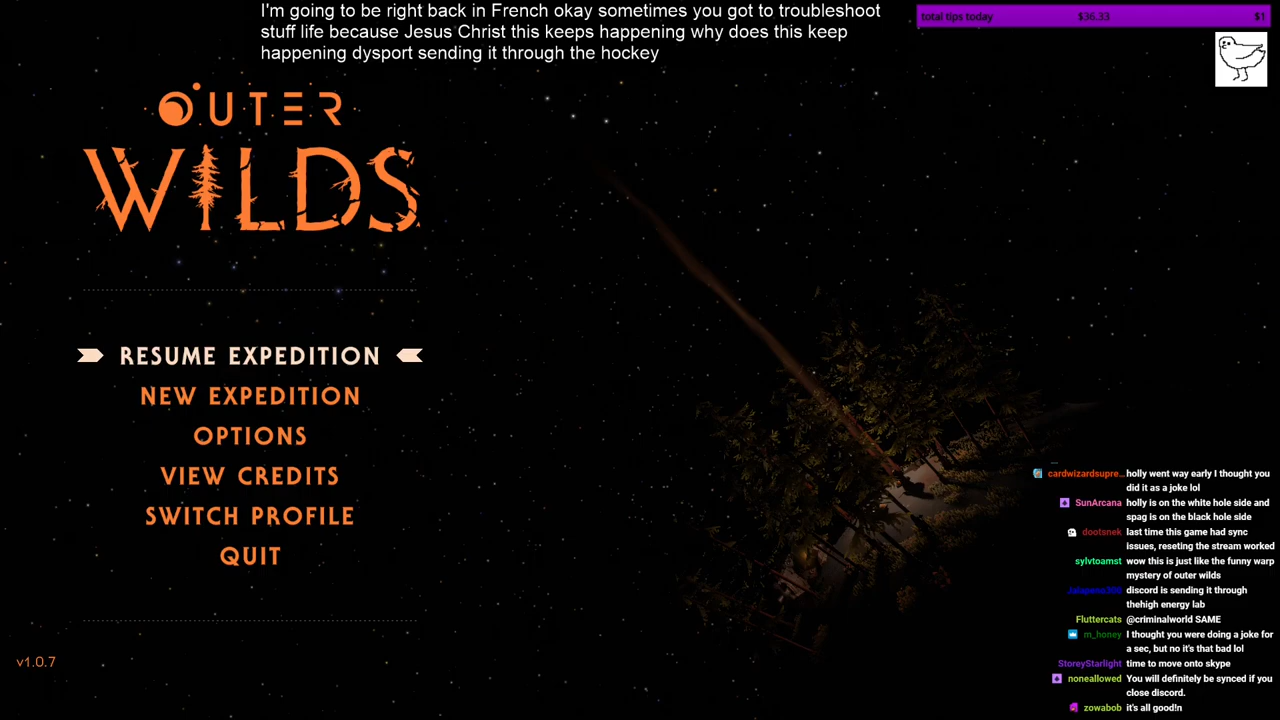 I'm going to be right back in French okay sometimes you got to troubleshoot
stuff life because Jesus Christ this keeps happening why does this keep
happening dysport sending it through the hockey
total tips today $36.33 $1
OUTER
WILDS
RESUME EXPEDITION
NEW EXPEDITION
OPTIONS
VIEW CREDITS
SWITCH PROFILE
QUIT
v1.0.7
cardwizardsupre... holly went way early I thought you
did it as a joke lol
SunArcana holly is on the white hole side and
spag is on the black hole side
dootsnek last time this game had sync
issues, reseting the stream worked
sylvtoamst wow this is just like the funny warp
mystery of outer wilds
discord is sending it through
thehigh energy lab
Fluttercats @criminalworld SAME
m_honey I thought you were doing a joke for
a sec, but no it's that bad lol
StoreyStarlight time to move onto skype
noneallowed You will definitely be synced if you
close discord.
zowabob it's all good!n